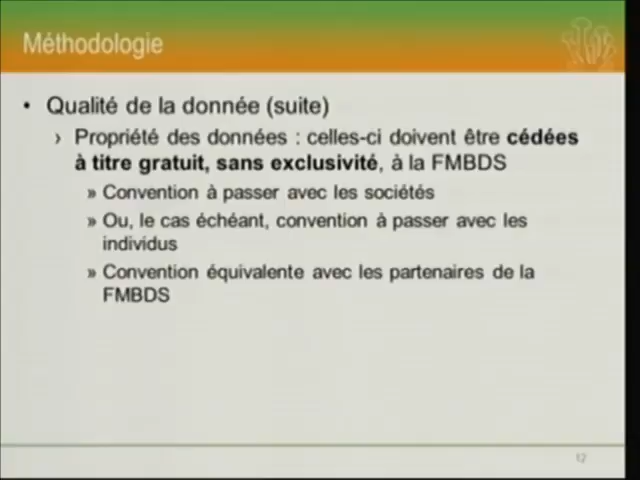 Méthodologie
• Qualité de la donnée (suite)
› Propriété des données : celles-ci doivent être cédées
à titre gratuit, sans exclusivité, à la FMBDS
» Convention à passer avec les sociétés
» Ou, le cas échéant, convention à passer avec les
individus
» Convention équivalente avec les partenaires de la
FMBDS
12